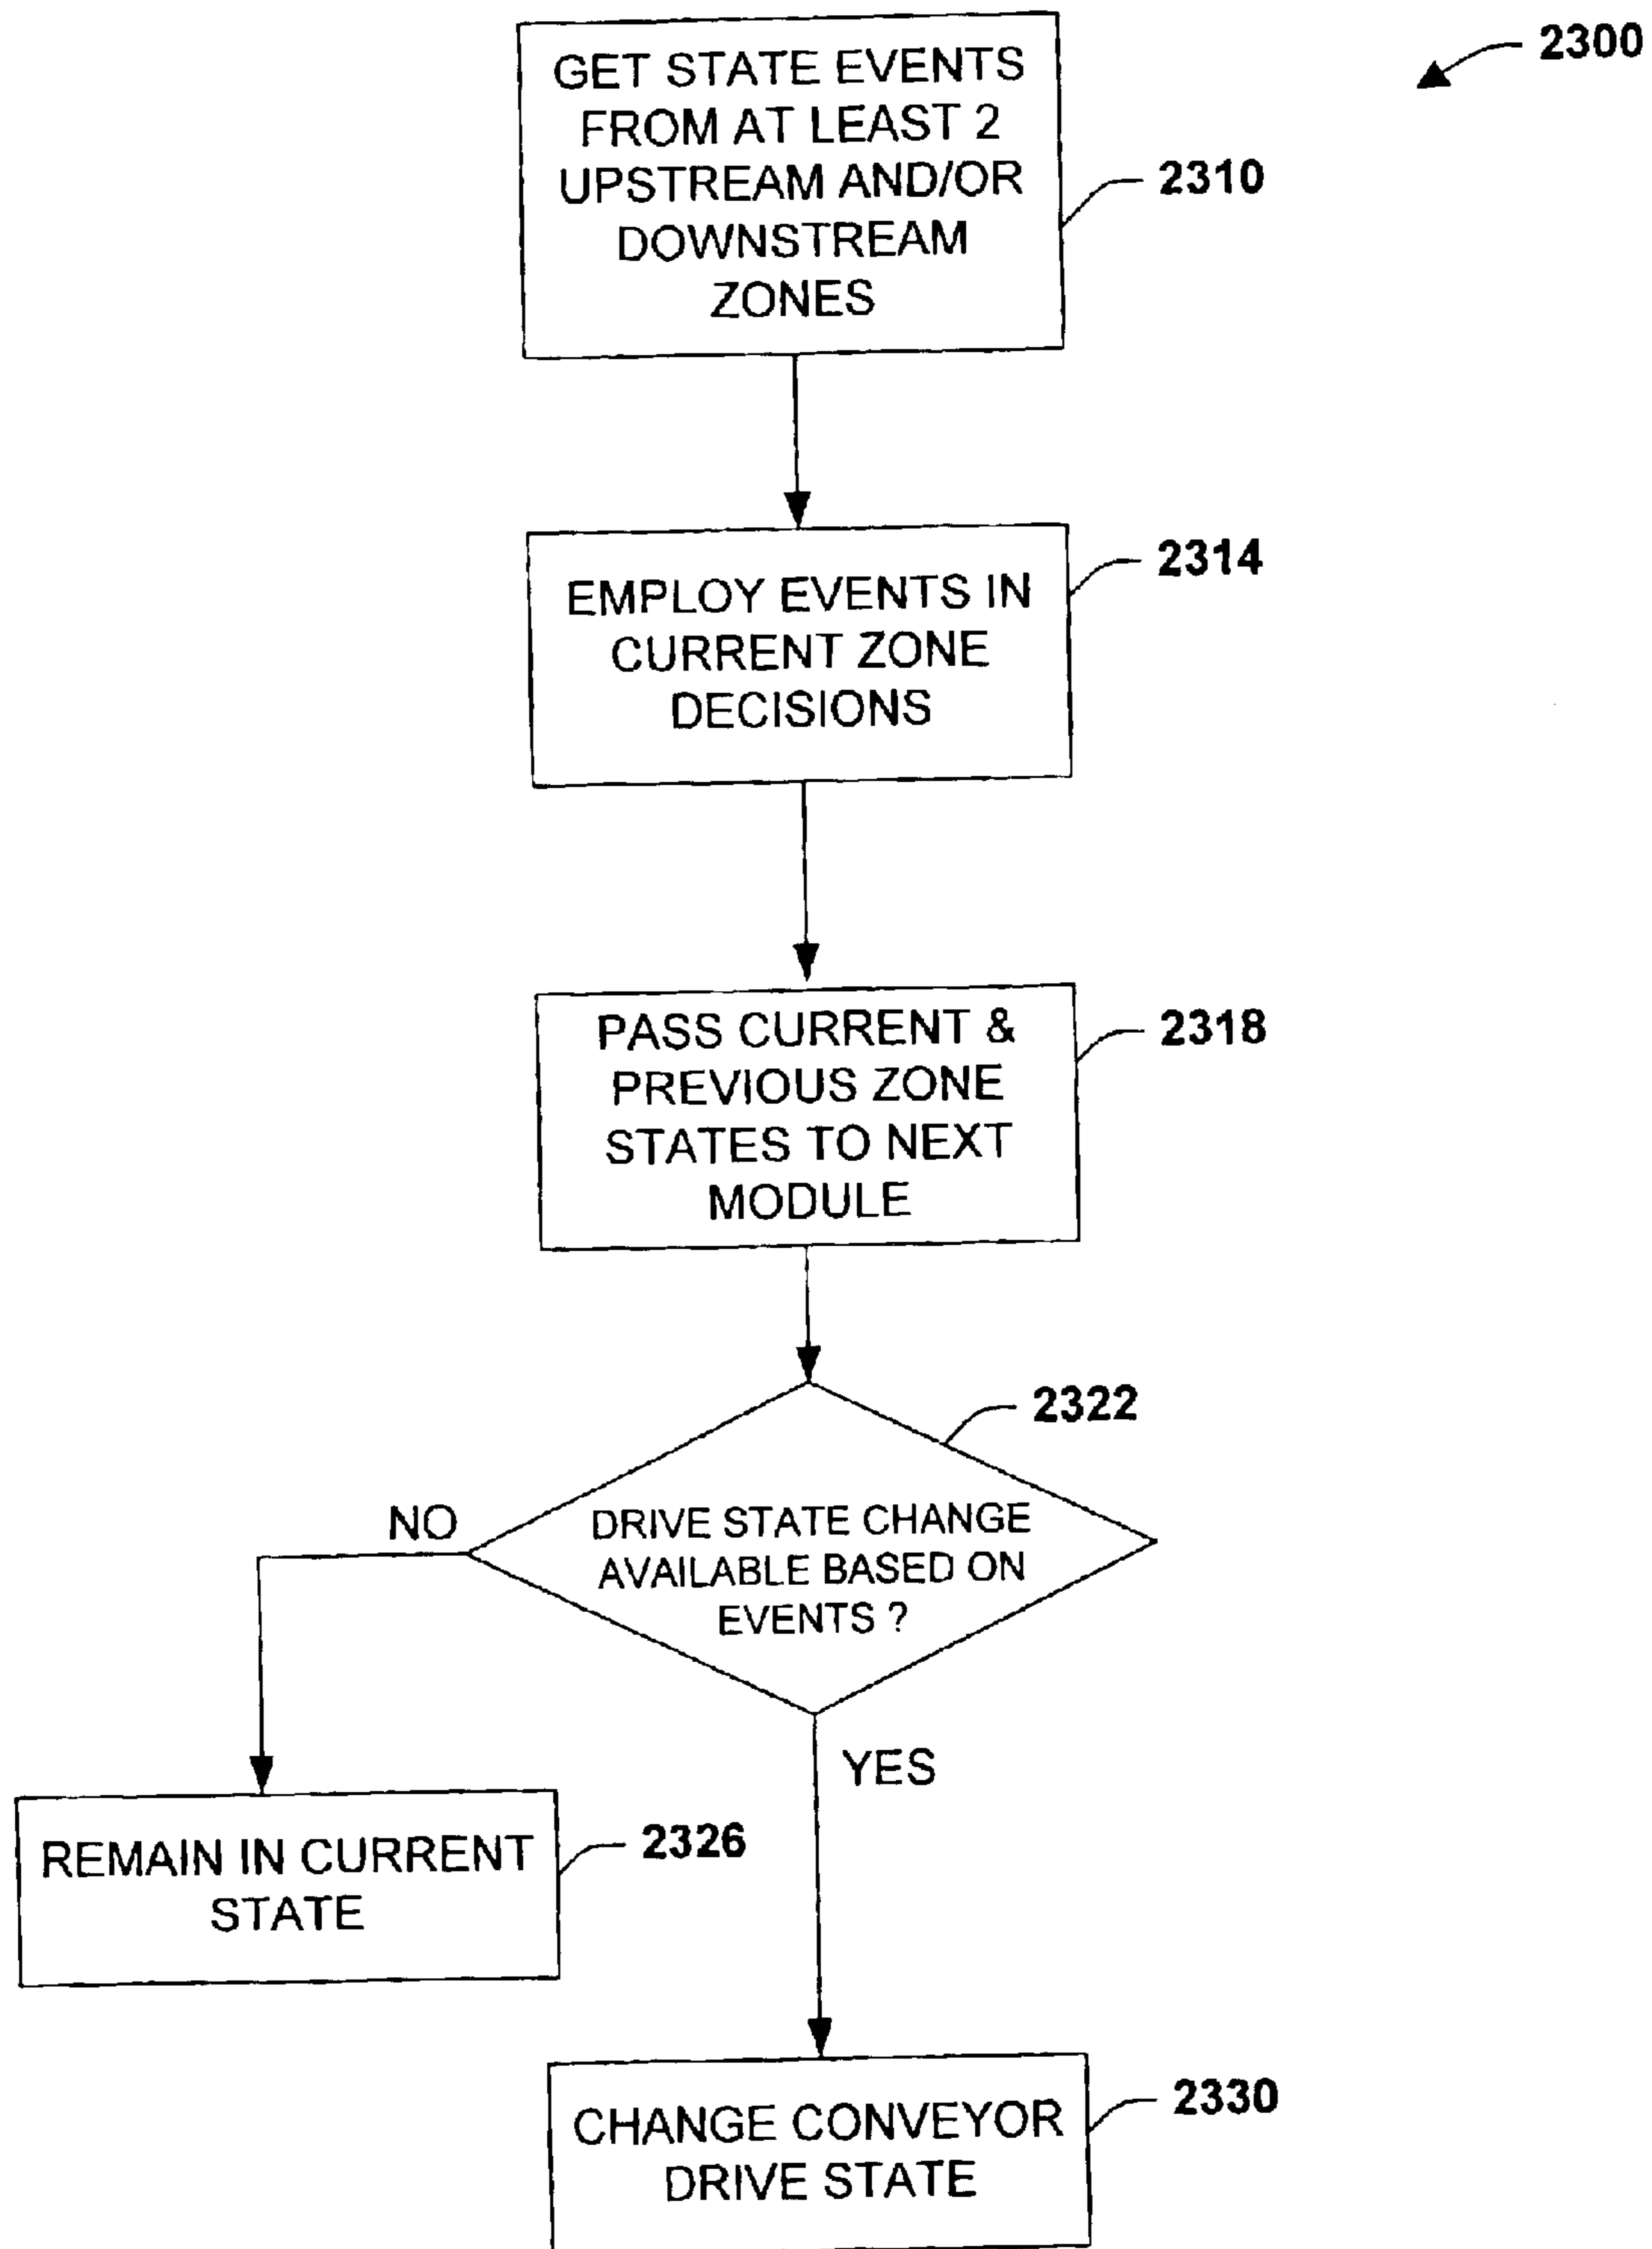 2300
GET STATE EVENTS
FROM AT LEAST 2
UPSTREAM AND/OR
DOWNSTREAM
ZONES
2310
EMPLOY EVENTS IN
CURRENT ZONE
DECISIONS
2314
PASS CURRENT &
PREVIOUS ZONE
STATES TO NEXT
MODULE
2318
2322
DRIVE STATE CHANGE
AVAILABLE BASED ON
EVENTS ?
NO
YES
REMAIN IN CURRENT
STATE
2326
CHANGE CONVEYOR
DRIVE STATE
2330